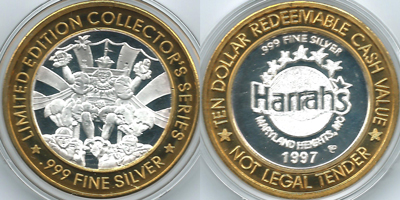 LIMITED EDITION COLLECTOR'S SERIES
.999 FINE SILVER
TEN DOLLAR REDEEMABLE CASH VALUE
.999 FINE SILVER
Harrah's
MARYLAND HEIGHTS, MO
1997
NOT LEGAL TENDER